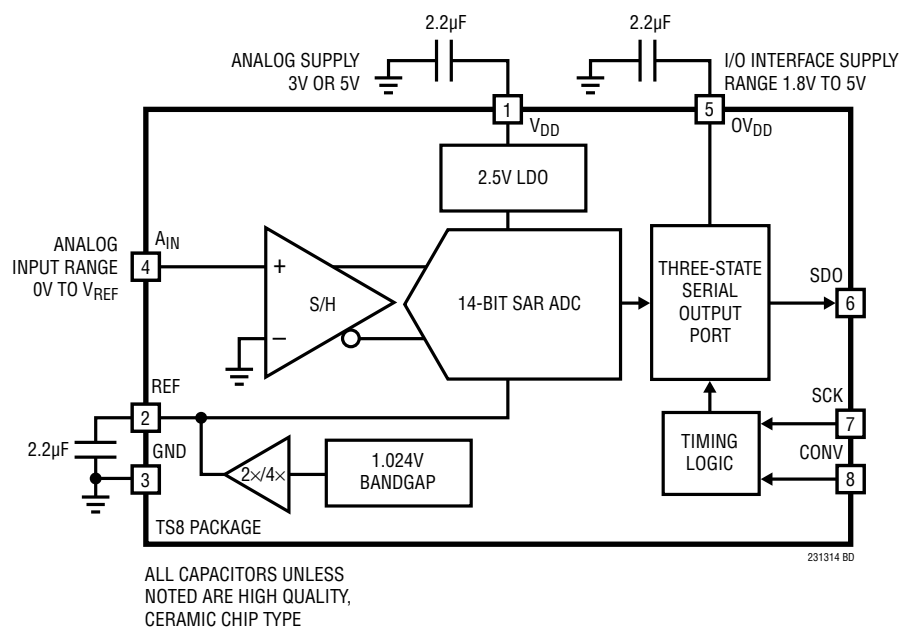 2.2µF
2.2µF
ANALOG SUPPLY
3V OR 5V
I/O INTERFACE SUPPLY
RANGE 1.8V TO 5V
1
VDD
5
OVDD
2.5V LDO
ANALOG
INPUT RANGE
0V TO VREF
AIN
4
+
S/H
−
14-BIT SAR ADC
THREE-STATE
SERIAL
OUTPUT
PORT
SDO
6
REF
2
2.2µF
GND
3
2×/4×
1.024V
BANDGAP
TIMING
LOGIC
SCK
7
CONV
8
TS8 PACKAGE
231314 BD
ALL CAPACITORS UNLESS
NOTED ARE HIGH QUALITY,
CERAMIC CHIP TYPE